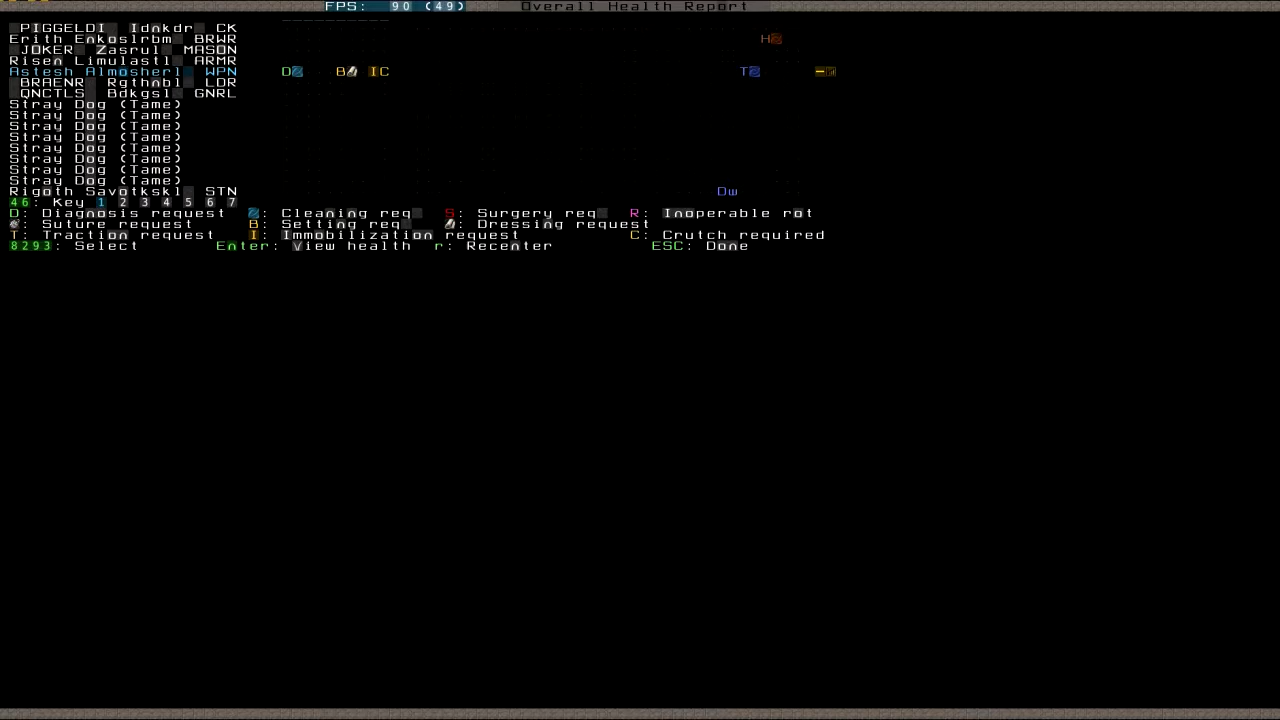 FPS: 90 (49) Overall Health Report
PIGGELDI Idnkdr CK
Erith Enkoslrbm BRWR H
JOKER Zasrul MASON
Risen Limulastl ARMR
Astesh Almosherl WPN D B IC T
BRAENR Rgthnbl LDR
QNCTLS Bdkgsl GNRL
Stray Dog (Tame)
Stray Dog (Tame)
Stray Dog (Tame)
Stray Dog (Tame)
Stray Dog (Tame)
Stray Dog (Tame)
Stray Dog (Tame)
Stray Dog (Tame)
Rigoth Savotkskl STN Dw
46: Key 1 2 3 4 5 6 7
D: Diagnosis request : Cleaning req S: Surgery req R: Inoperable rot
: Suture request B: Setting req : Dressing request
T: Traction request I: Immobilization request C: Crutch required
8293: Select Enter: View health r: Recenter ESC: Done